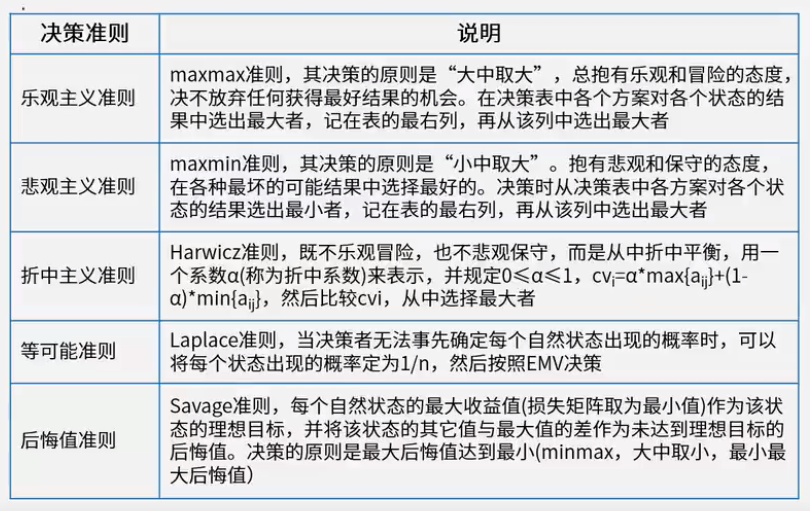 决策准则 说明
乐观主义准则
maxmax准则，其决策的原则是“大中取大”，总抱有乐观和冒险的态度，
决不放弃任何获得最好结果的机会。在决策表中各个方案对各个状态的结
果中选出最大者，记在表的最右列，再从该列中选出最大者
悲观主义准则
maxmin准则，其决策的原则是“小中取大”。抱有悲观和保守的态度，
在各种最坏的可能结果中选择最好的。决策时从决策表中各方案对各个状
态的结果选出最小者，记在表的最右列，再从该列中选出最大者
折中主义准则
Harwicz准则，既不乐观冒险，也不悲观保守，而是从中折中平衡，用一
个系数α(称为折中系数)来表示，并规定0≤α≤1，cvi=α*max{aij}+(1-
α)*min{aij}，然后比较cvi，从中选择最大者
等可能准则
Laplace准则，当决策者无法事先确定每个自然状态出现的概率时，可以
将每个状态出现的概率定为1/n，然后按照EMV决策
后悔值准则
Savage准则，每个自然状态的最大收益值(损失矩阵取为最小值)作为该状
态的理想目标，并将该状态的其它值与最大值的差作为未达到理想目标的
后悔值。决策的原则是最大后悔值达到最小(minmax，大中取小，最小最
大后悔值）